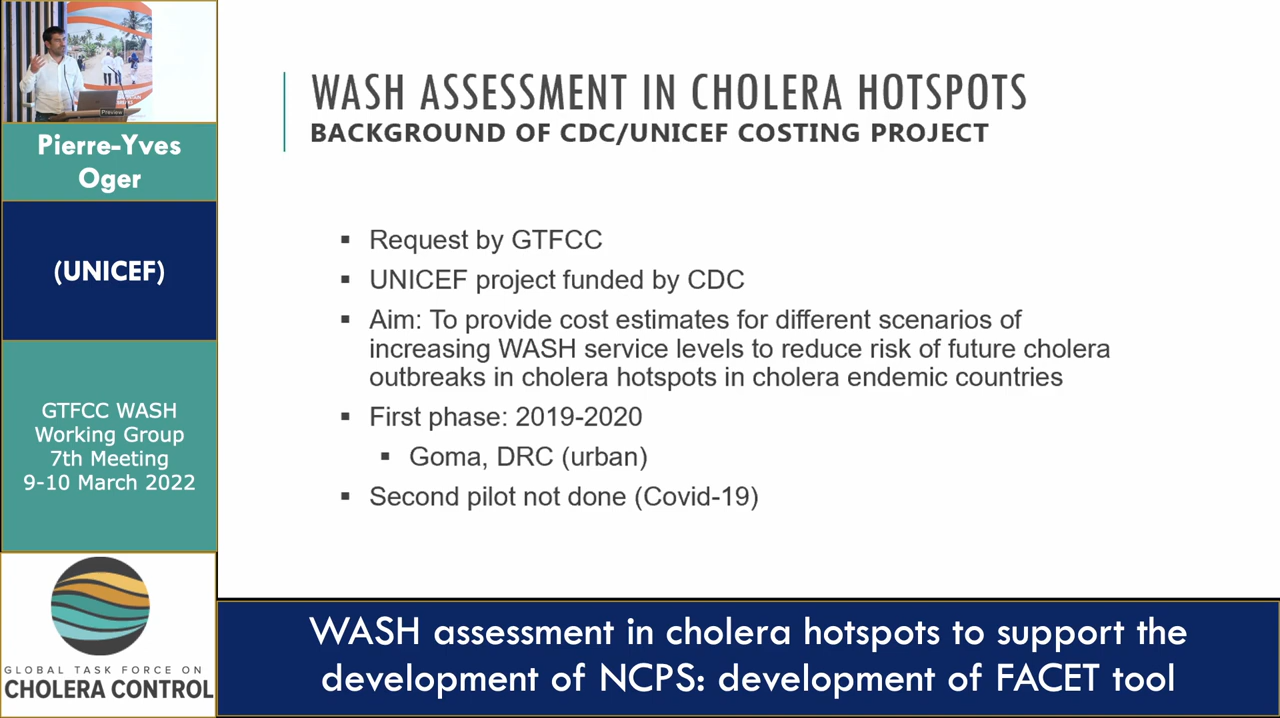 Preview
Pierre-Yves
Oger
(UNICEF)
GTFCC WASH
Working Group
7th Meeting
9-10 March 2022
GLOBAL TASK FORCE ON
CHOLERA CONTROL
WASH ASSESSMENT IN CHOLERA HOTSPOTS
BACKGROUND OF CDC/UNICEF COSTING PROJECT
▪ Request by GTFCC
▪ UNICEF project funded by CDC
▪ Aim: To provide cost estimates for different scenarios of
increasing WASH service levels to reduce risk of future cholera
outbreaks in cholera hotspots in cholera endemic countries
▪ First phase: 2019-2020
▪ Goma, DRC (urban)
▪ Second pilot not done (Covid-19)
WASH assessment in cholera hotspots to support the
development of NCPS: development of FACET tool